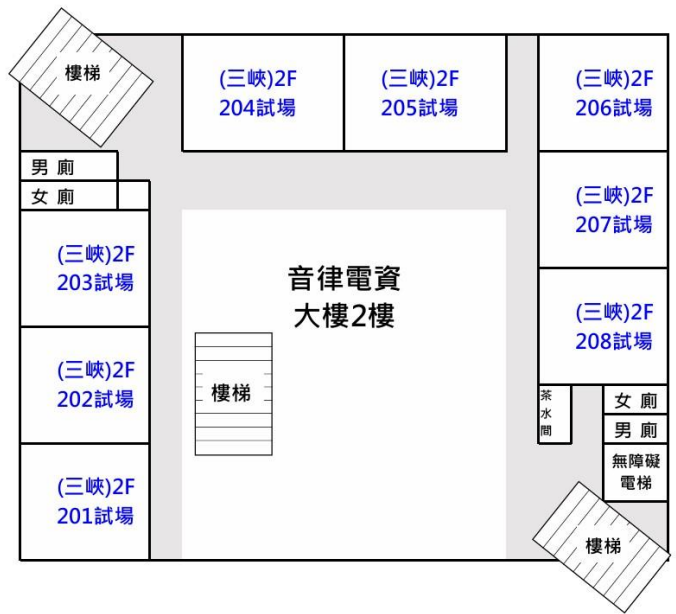 樓梯
(三峽)2F
204試場
(三峽)2F
205試場
(三峽)2F
206試場
男廁
女廁
(三峽)2F
207試場
(三峽)2F
203試場
音律電資
大樓2樓
(三峽)2F
208試場
(三峽)2F
202試場
樓梯
茶
水
間
女廁
男廁
無障礙
電梯
(三峽)2F
201試場
樓梯